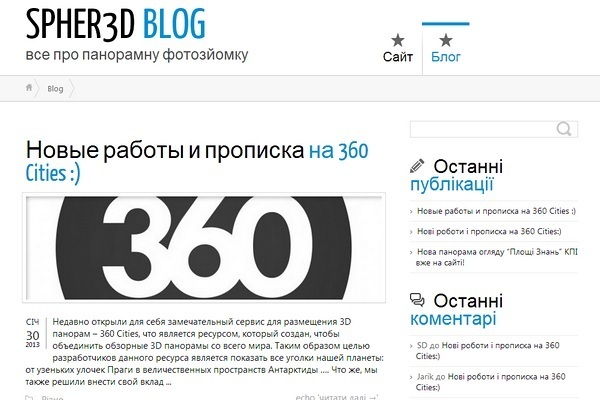 SPHER3D BLOG
все про панорамну фотозйомку
Сайт
Блог
Blog
Новые работы и прописка на 360
Cities :)
360
СІЧ
30
2013
Недавно открыли для себя замечательный сервис для размещения 3D
панорам – 360 Cities, что является ресурсом, который создан, чтобы
объединить обзорные 3D панорамы со всего мира. Таким образом целью
разработчиков данного ресурса является показать все уголки нашей планеты:
от узеньких улочек Праги в величественных пространств Антарктиды .... Что же, мы
также решили внести свой вклад ...
echo 'читати далі →'
Останні
публікації
Новые работы и прописка на 360 Cities :)
Нові роботи і прописка на 360 Cities:)
Нова панорама огляду "Площі Знань" КПІ
вже на сайті!
Останні
коментарі
SD до Нові роботи і прописка на 360
Cities:)
Jarik до Нові роботи і прописка на 360
Cities:)